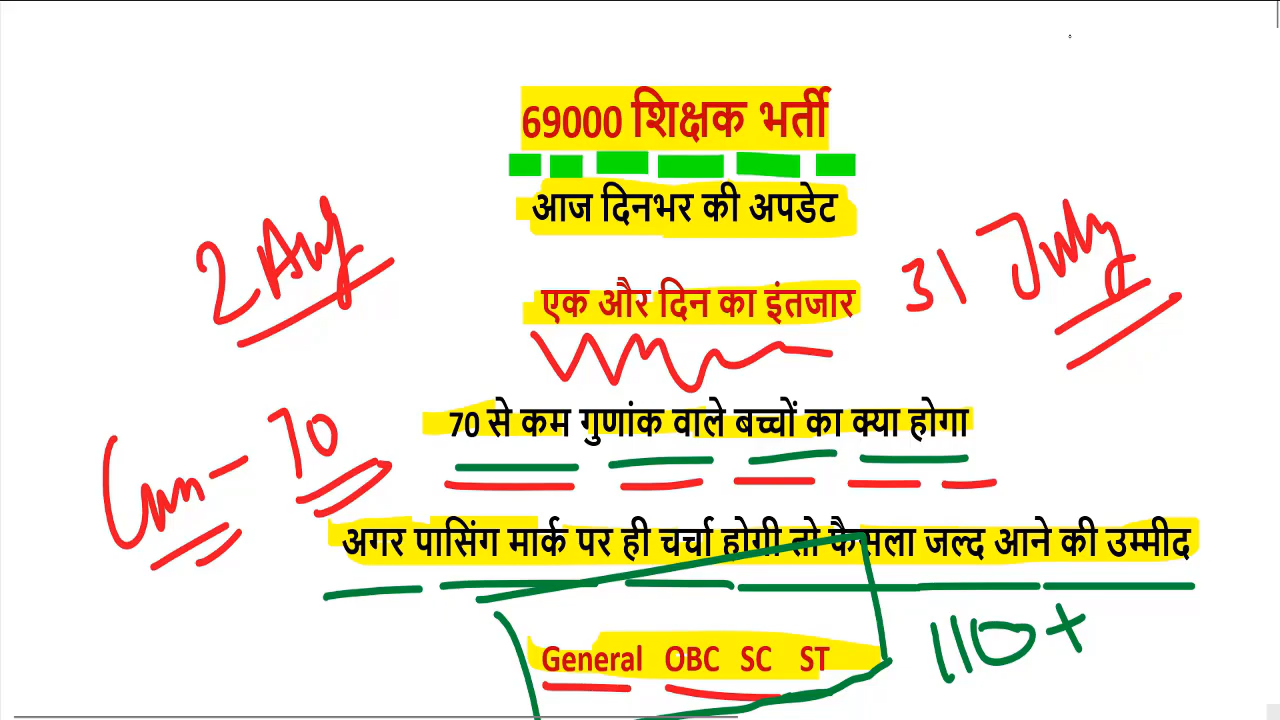 69000 शिक्षक भर्ती
आज दिनभर की अपडेट
2 Aug
एक और दिन का इंतजार
31 July
70 से कम गुणांक वाले बच्चों का क्या होगा
70
अगर पासिंग मार्क पर ही चर्चा होगी तो फैसला जल्द आने की उम्मीद
110+
General OBC SC ST